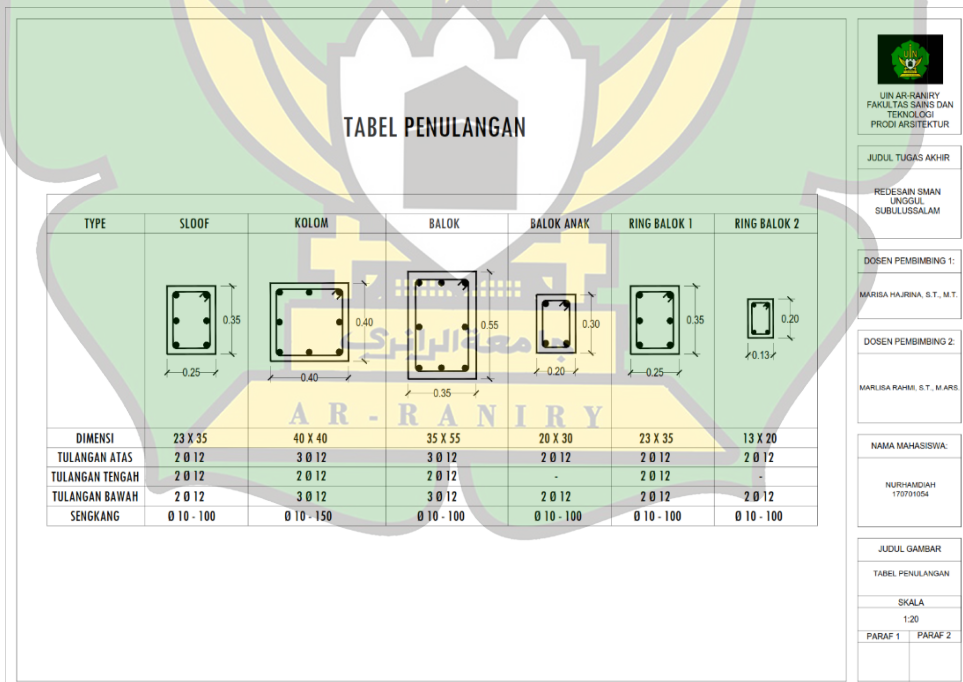 TABEL PENULANGAN
TYPE SLOOF KOLOM BALOK BALOK ANAK RING BALOK 1 RING BALOK 2
0.35
0.25
0.40
0.40
0.55
0.35
0.30
0.20
0.35
0.25
0.20
0.13
DIMENSI 23 X 35 40 X 40 35 X 55 20 X 30 23 X 35 13 X 20
TULANGAN ATAS 2 Ø 12 3 Ø 12 3 Ø 12 2 Ø 12 2 Ø 12 2 Ø 12
TULANGAN TENGAH 2 Ø 12 2 Ø 12 2 Ø 12 - 2 Ø 12 -
TULANGAN BAWAH 2 Ø 12 3 Ø 12 3 Ø 12 2 Ø 12 2 Ø 12 2 Ø 12
SENGKANG Ø 10 - 100 Ø 10 - 150 Ø 10 - 100 Ø 10 - 100 Ø 10 - 100 Ø 10 - 100
جامعة الرانري
AR-RANIRY
UIN
UIN AR-RANIRY
FAKULTAS SAINS DAN
TEKNOLOGI
PRODI ARSITEKTUR
JUDUL TUGAS AKHIR
REDESAIN SMAN
UNGGUL
SUBULUSSALAM
DOSEN PEMBIMBING 1:
MARISA HAJRINA, S.T., M.T.
DOSEN PEMBIMBING 2:
MARLISA RAHMI, S.T., M.ARS.
NAMA MAHASISWA:
NURHAMDIAH
170701054
JUDUL GAMBAR
TABEL PENULANGAN
SKALA
1:20
PARAF 1 PARAF 2